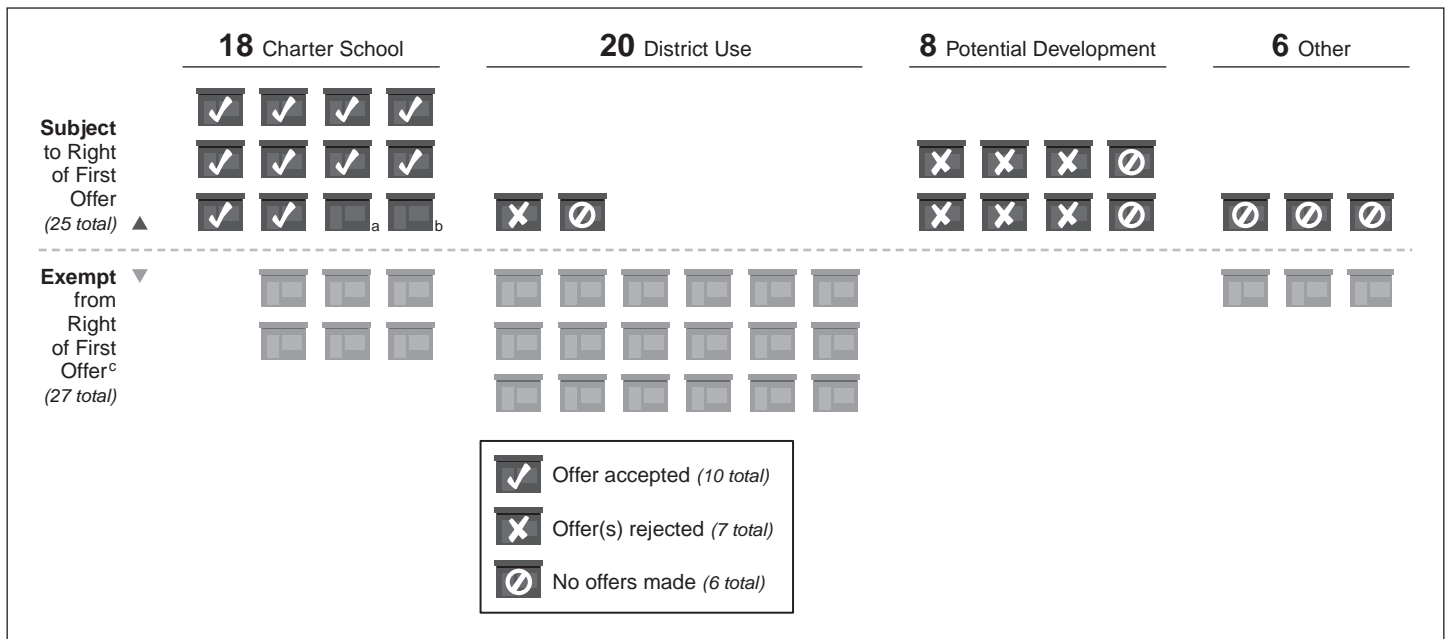 18 Charter School
20 District Use
8 Potential Development
6 Other
Subject
to Right
of First
Offer
(25 total) ▲
a
b
Exempt ▼
from
Right
of First
Offerc
(27 total)
Offer accepted (10 total)
Offer(s) rejected (7 total)
No offers made (6 total)